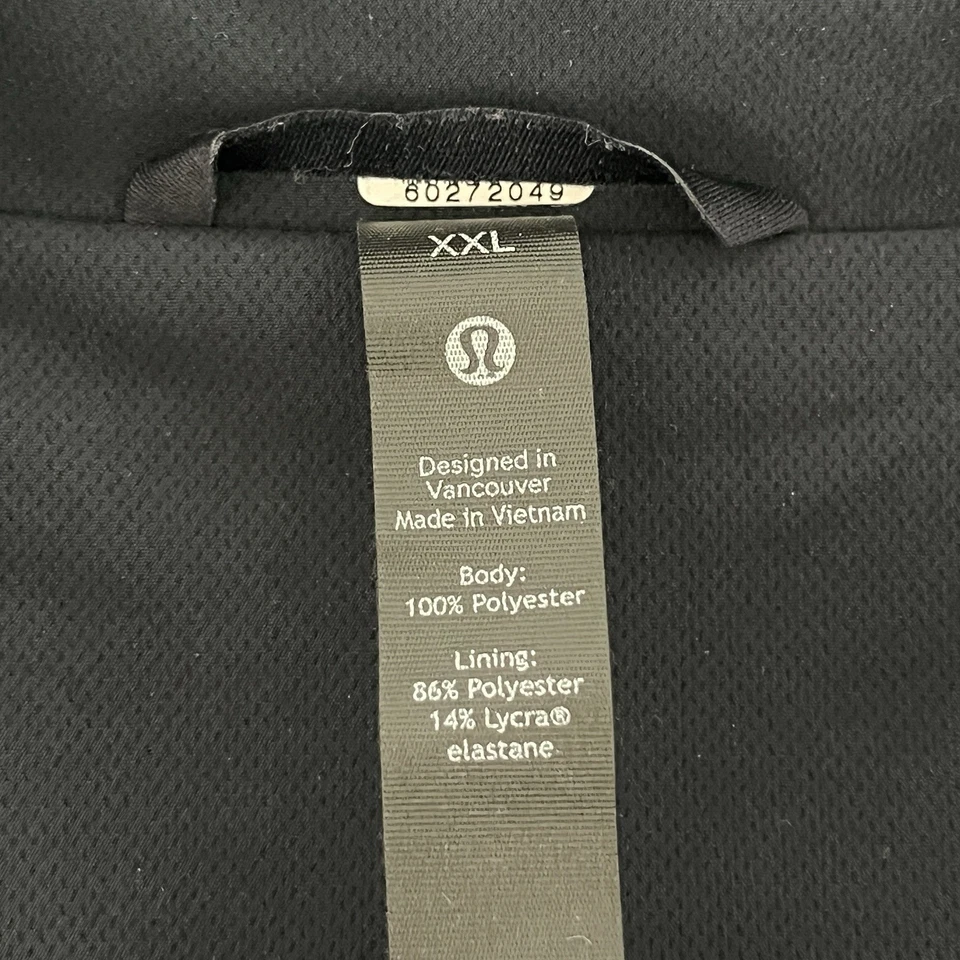 60272049
XXL
Designed in
Vancouver
Made in Vietnam
Body:
100% Polyester
Lining:
86% Polyester
14% Lycra®
elastane